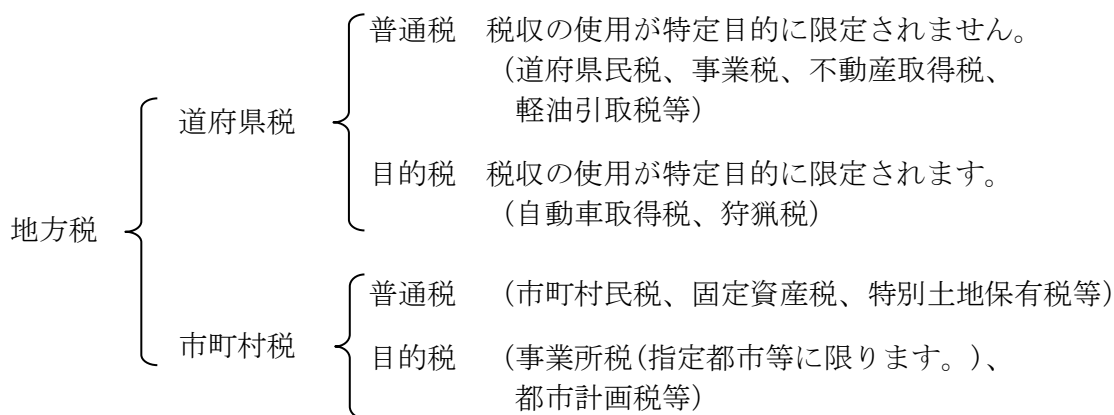 普通税 税収の使用が特定目的に限定されません。
(道府県民税、事業税、不動産取得税、
軽油引取税等)
道府県税
目的税 税収の使用が特定目的に限定されます。
(自動車取得税、狩猟税)
地方税
普通税 (市町村民税、固定資産税、特別土地保有税等)
市町村税
目的税 (事業所税(指定都市等に限ります。)、
都市計画税等)